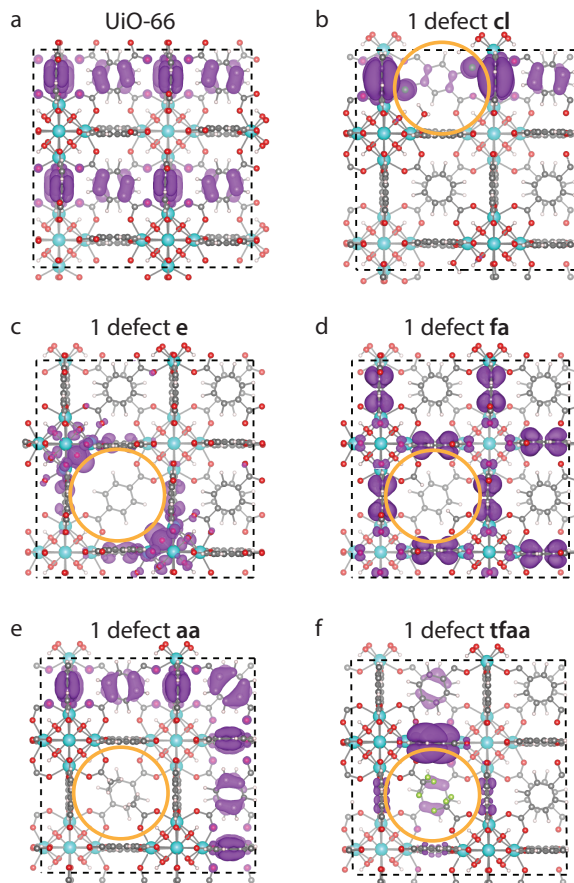 a UiO-66
b 1 defect cl
c 1 defect e
d 1 defect fa
e 1 defect aa
f 1 defect tfaa